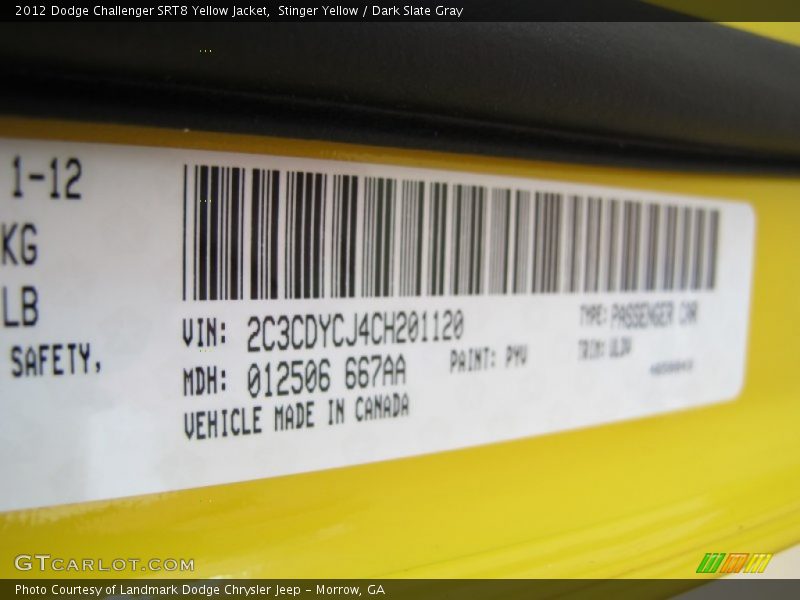 2012 Dodge Challenger SRT8 Yellow Jacket,  Stinger Yellow / Dark Slate Gray
1-12
KG
LB
SAFETY,
VIN: 2C3CDYCJ4CH201120
TYPE: PASSENGER CAR
MDH: 012506 667AA
PAINT: PYV
TRIM:
VEHICLE MADE IN CANADA
GTCARLOT.COM
Photo Courtesy of Landmark Dodge Chrysler Jeep - Morrow, GA